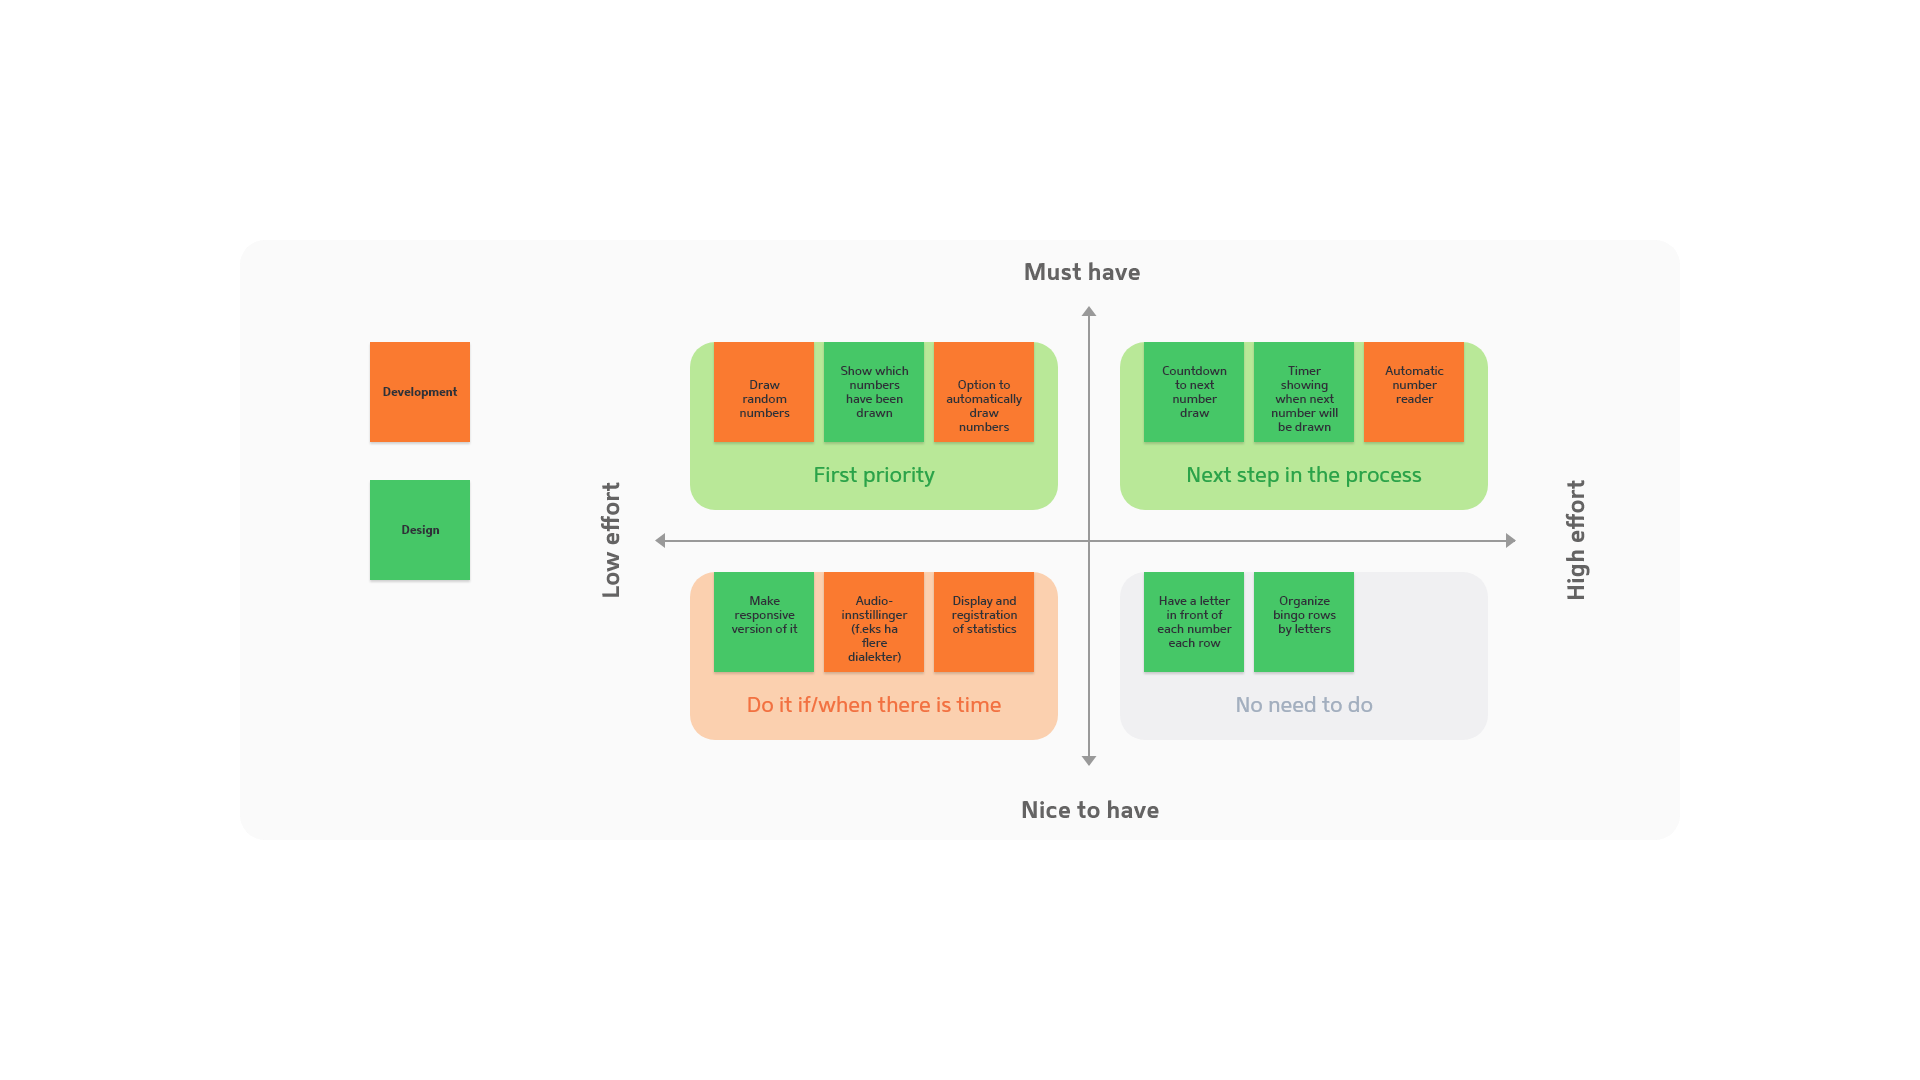 Must have
Development
Design
Low effort
High effort
Draw
random
numbers
Show which
numbers
have been
drawn
Option to
automatically
draw
numbers
First priority
Countdown
to next
number
draw
Timer
showing
when next
number will
be drawn
Automatic
number
reader
Next step in the process
Make
responsive
version of it
Audio-
innstillinger
(f.eks ha
flere
dialekter)
Display and
registration
of statistics
Do it if/when there is time
Have a letter
in front of
each number
each row
Organize
bingo rows
by letters
No need to do
Nice to have